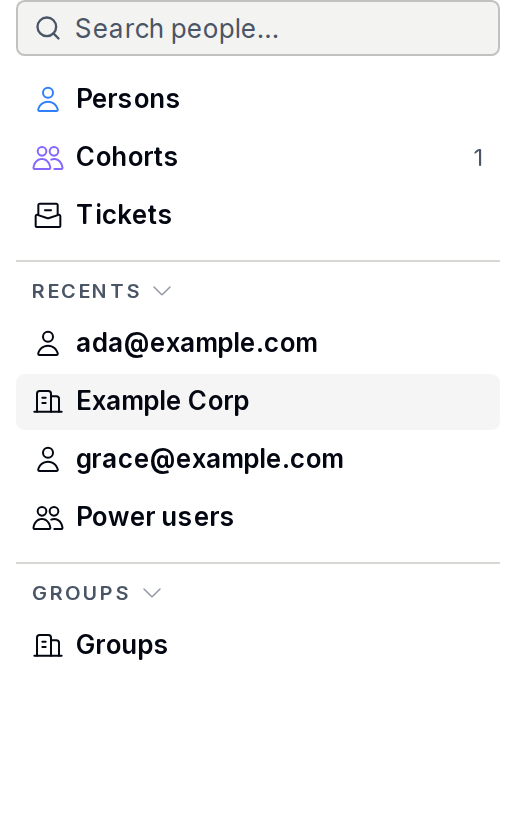 Search people...
Persons
Cohorts 1
Tickets
RECENTS
ada@example.com
Example Corp
grace@example.com
Power users
GROUPS
Groups